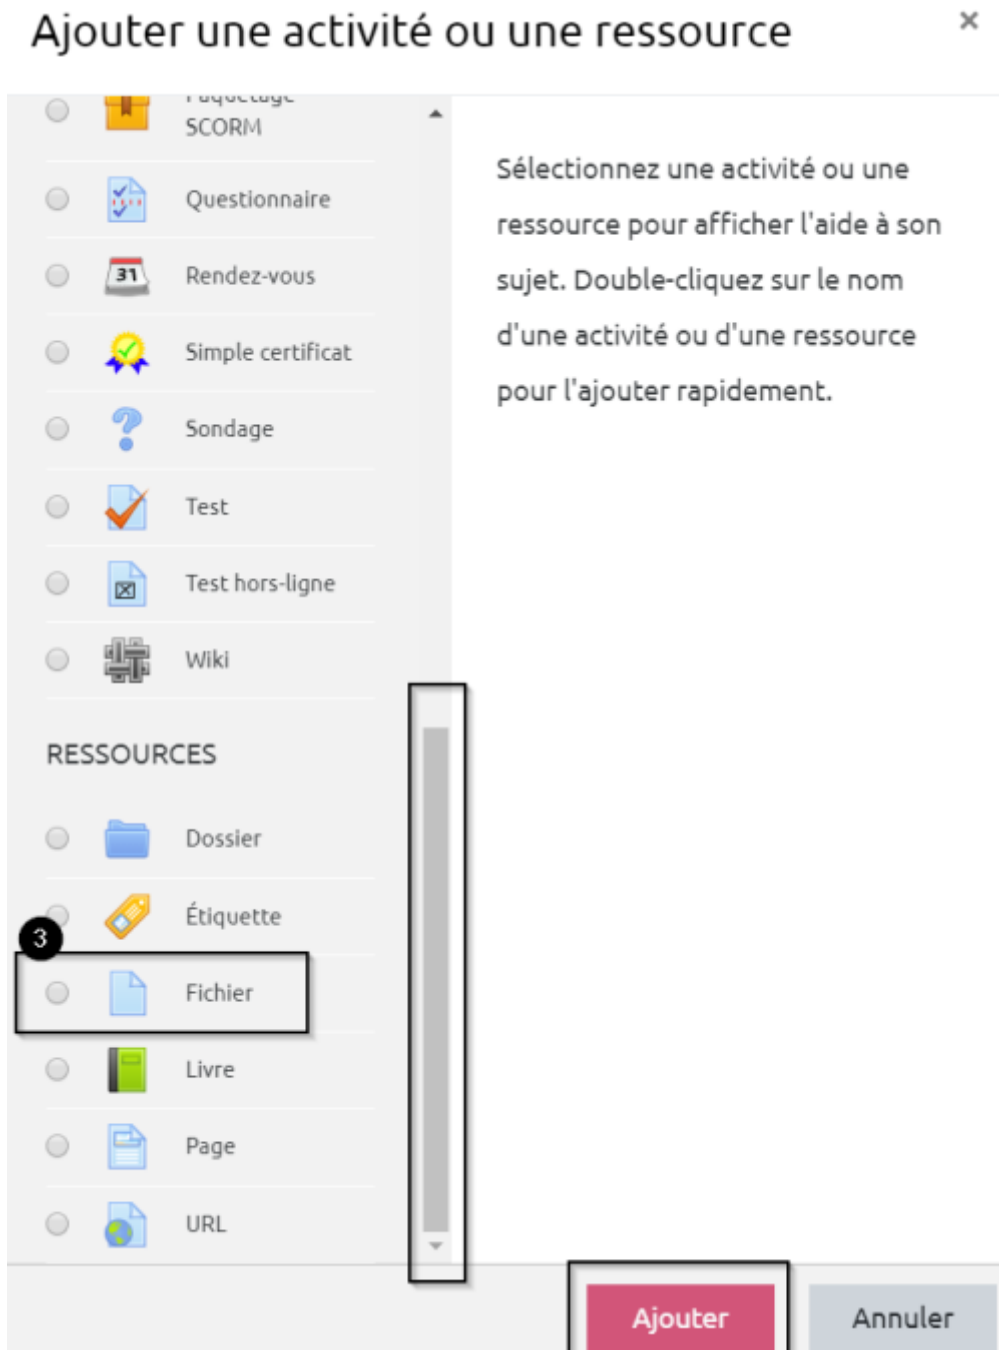 Ajouter une activité ou une ressource
×
Paquetage
SCORM
Questionnaire
31
Rendez-vous
Simple certificat
Sondage
Test
Test hors-ligne
Wiki
RESSOURCES
Dossier
Étiquette
3
Fichier
Livre
Page
URL
Sélectionnez une activité ou une
ressource pour afficher l'aide à son
sujet. Double-cliquez sur le nom
d'une activité ou d'une ressource
pour l'ajouter rapidement.
Ajouter
Annuler